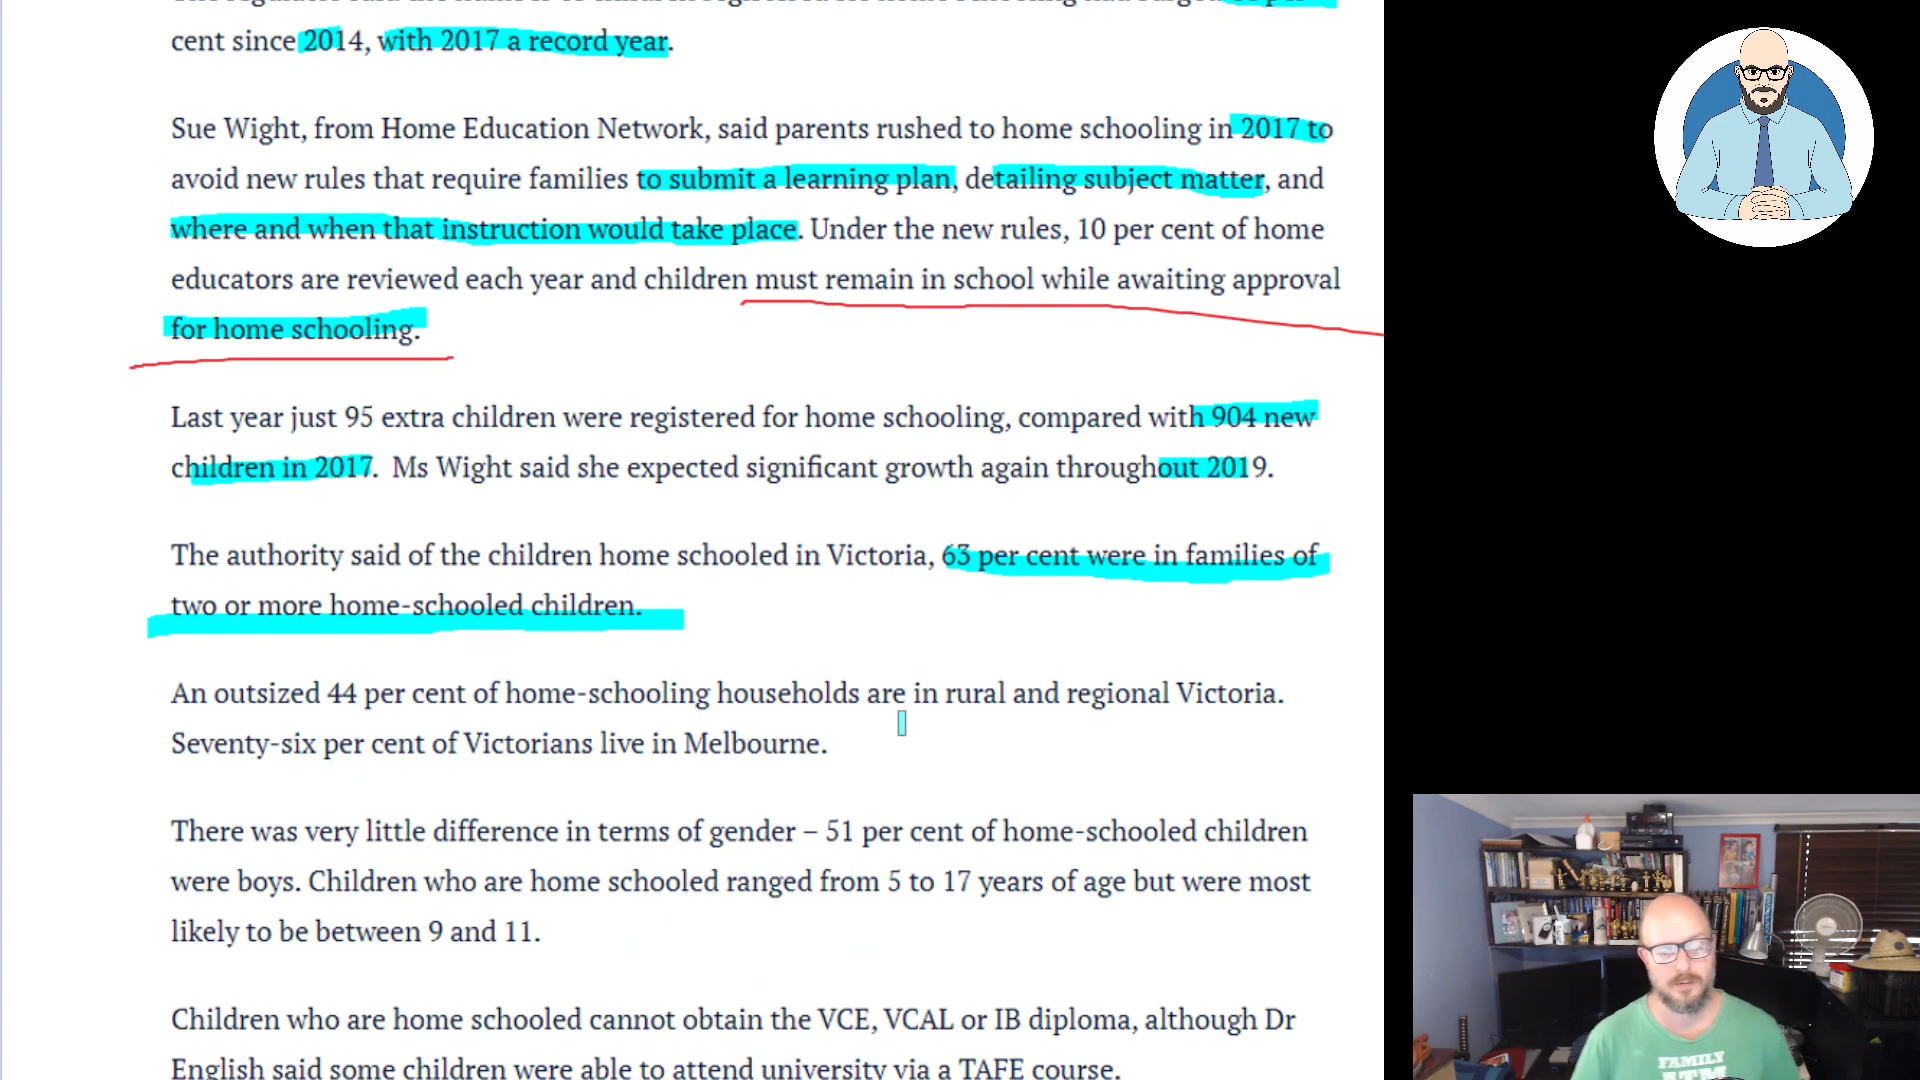 cent since 2014, with 2017 a record year.
Sue Wight, from Home Education Network, said parents rushed to home schooling in 2017 to
avoid new rules that require families to submit a learning plan, detailing subject matter, and
where and when that instruction would take place. Under the new rules, 10 per cent of home
educators are reviewed each year and children must remain in school while awaiting approval
for home schooling.
Last year just 95 extra children were registered for home schooling, compared with 904 new
children in 2017.  Ms Wight said she expected significant growth again throughout 2019.
The authority said of the children home schooled in Victoria, 63 per cent were in families of
two or more home-schooled children.
An outsized 44 per cent of home-schooling households are in rural and regional Victoria.
Seventy-six per cent of Victorians live in Melbourne.
There was very little difference in terms of gender – 51 per cent of home-schooled children
were boys. Children who are home schooled ranged from 5 to 17 years of age but were most
likely to be between 9 and 11.
Children who are home schooled cannot obtain the VCE, VCAL or IB diploma, although Dr
English said some children were able to attend university via a TAFE course.
FAMILY
ATM